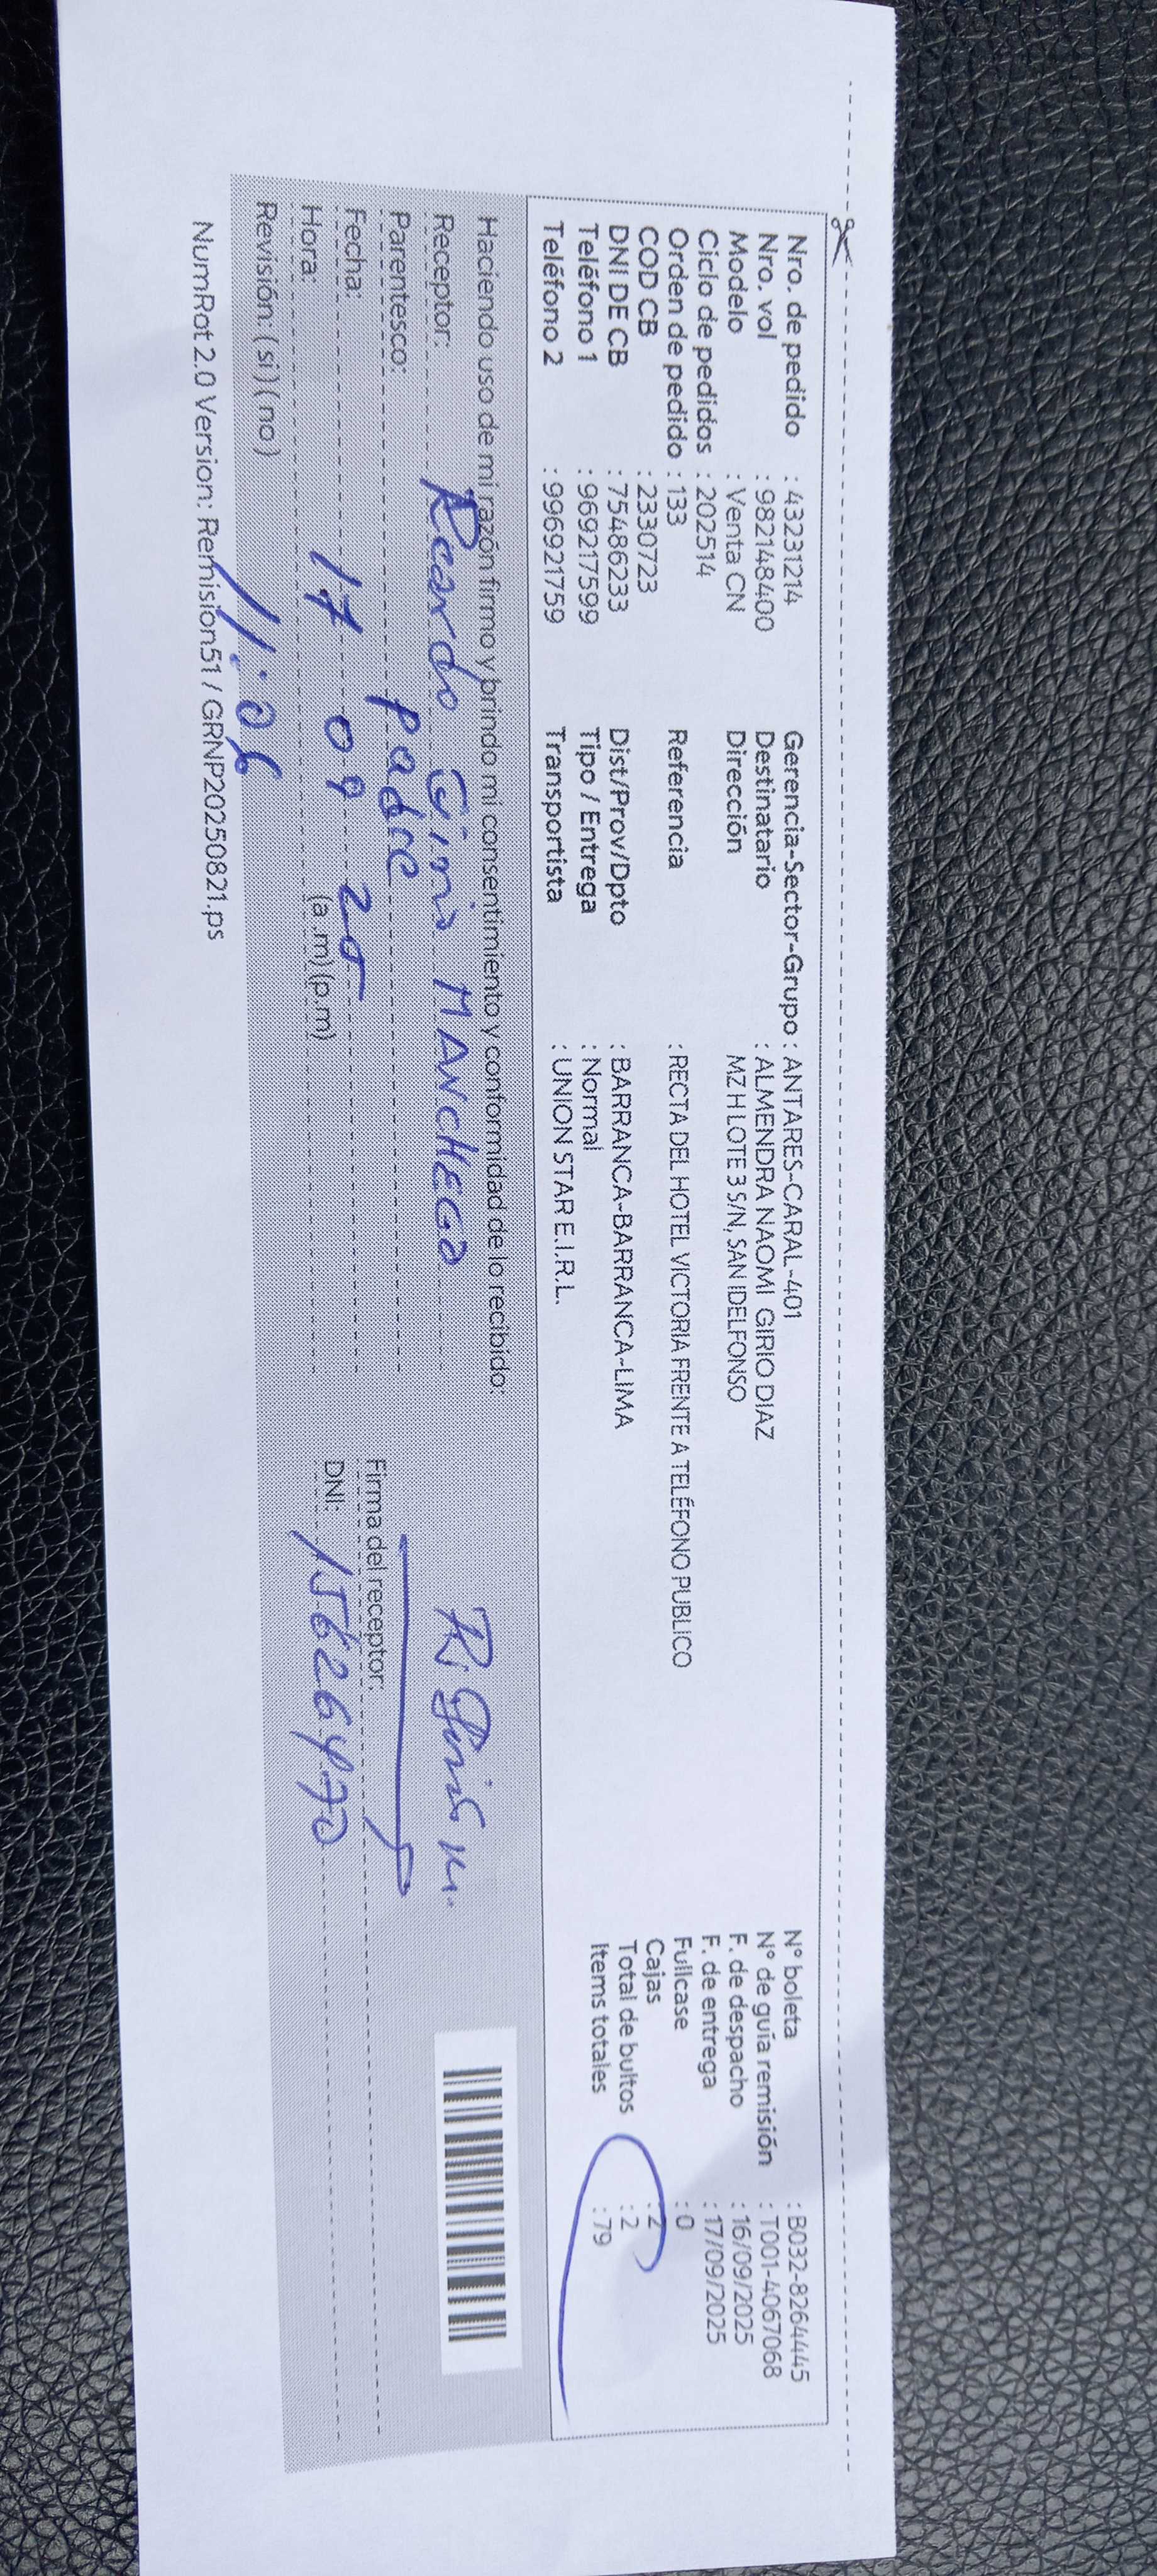 Nro. de pedido : 43231214
Nro. vol : 982148400
Modelo : Venta CN
Ciclo de pedidos : 202514
Orden de pedido : 133
COD CB : 2330723
DNI DE CB : 75486233
Teléfono 1 : 969217599
Teléfono 2 : 996921759
Gerencia-Sector-Grupo : ANTARES-CARAL-401
Destinatario : ALMENDRA NAOMI GIRIO DIAZ
Dirección MZ H LOTE 3 S/N, SAN IDELFONSO
Referencia : RECTA DEL HOTEL VICTORIA FRENTE A TELÉFONO PUBLICO
Dist/Prov/Dpto : BARRANCA-BARRANCA-LIMA
Tipo / Entrega : Normal
Transportista : UNION STAR E.I.R.L.
N° boleta : B032-8264445
N° de guía remisión : T001-4067068
F. de despacho : 16/09/2025
F. de entrega : 17/09/2025
Fullcase : 0
Cajas : 2
Total de bultos : 2
Items totales : 79
Haciendo uso de mi razón firmo y brindo mi consentimiento y conformidad de lo recibido:
Receptor: Ricardo Girio MANCHEGO
Parentesco: Padre
Fecha: 17 09 25
Hora: 11:06 (a.m) (p.m)
Revisión: (si) (no)
Firma del receptor:
DNI: 15626470
NumRot 2.0 Version: Remision51 / GRNP20250821.ps